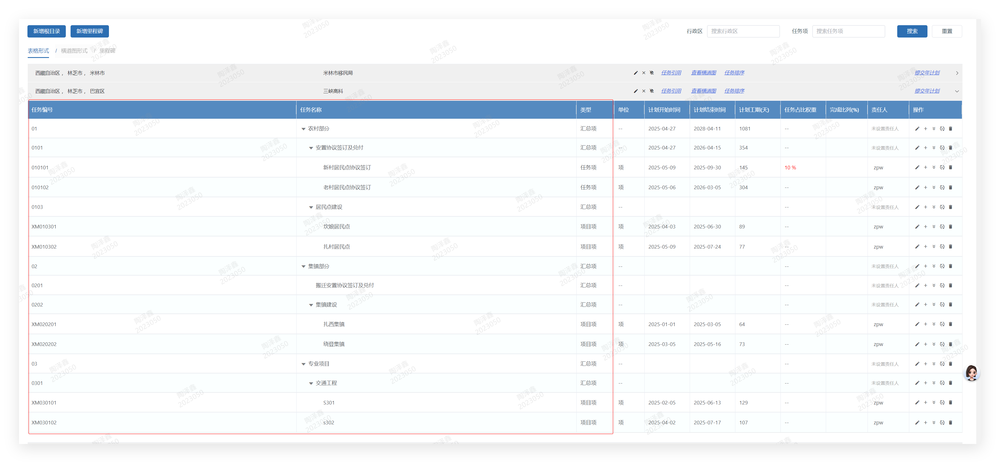 新增根目录 新增里程碑 行政区 搜索行政区 任务项 搜索任务项 搜索 重置
表格形式 / 横道图形式 / 里程碑
西藏自治区， 林芝市， 米林市 米林市移民局 任务引用 查看横道图 任务排序 提交年计划
西藏自治区， 林芝市， 巴宜区 三峡高科 任务引用 查看横道图 任务排序 提交年计划
任务编号 任务名称 类型 单位 计划开始时间 计划结束时间 计划工期(天) 任务占比权重 完成比列(%) 责任人 操作
01 农村部分 汇总项 -- 2025-04-27 2028-04-11 1081 -- 未设置责任人
0101 安置协议签订及兑付 汇总项 -- 2025-04-27 2026-04-15 354 -- 未设置责任人
010101 新村居民点协议签订 任务项 项 2025-05-09 2025-09-30 145 10 % zpw
010102 老村居民点协议签订 任务项 项 2025-05-06 2026-03-05 304 -- zpw
0103 居民点建设 汇总项 -- -- 未设置责任人
XM010301 坎娘居民点 项目项 项 2025-04-03 2025-06-30 89 -- zpw
XM010302 扎村居民点 项目项 项 2025-05-09 2025-07-24 77 -- zpw
02 集镇部分 汇总项 -- -- 未设置责任人
0201 搬迁安置协议签订及兑付 汇总项 -- -- 未设置责任人
0202 集镇建设 汇总项 -- -- 未设置责任人
XM020201 扎西集镇 项目项 项 2025-01-01 2025-03-05 64 -- zpw
XM020202 绕登集镇 项目项 项 2025-03-05 2025-05-16 73 -- zpw
03 专业项目 汇总项 -- -- 未设置责任人
0301 交通工程 汇总项 -- -- 未设置责任人
XM030101 S301 项目项 项 2025-02-05 2025-06-13 129 -- zpw
XM030102 s302 项目项 项 2025-04-02 2025-07-17 107 -- zpw
陶泽鑫
2023050